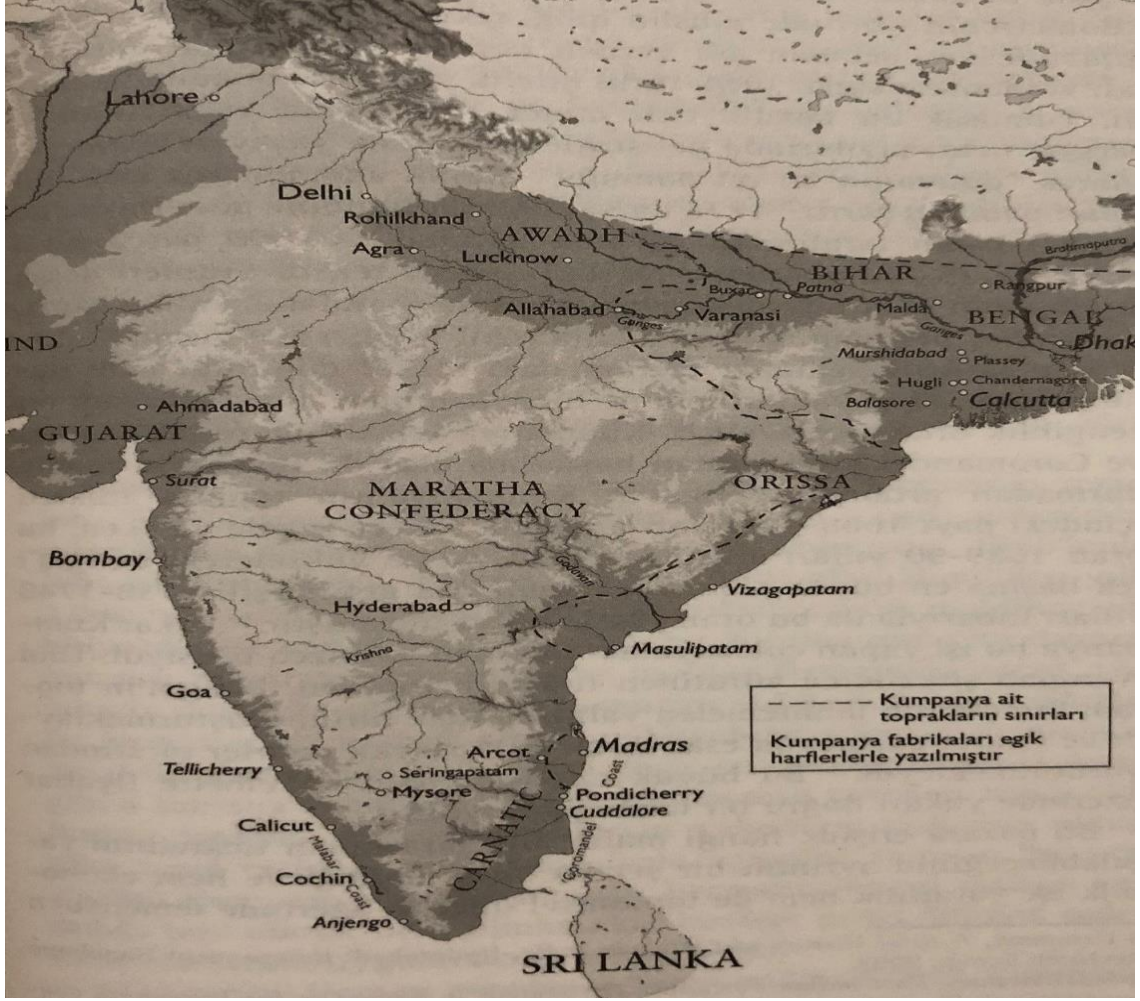 Lahore
Delhi
Rohilkhand
AWADH
Agra
Lucknow
BIHAR
Brahmaputra
Rangpur
Buxar
Patna
Allahabad
Ganges
Varanasi
Malda
Ganges
BENGAL
Dhak
IND
Murshidabad
Plassey
Hugli
Chandernagore
Ahmadabad
Balasore
Calcutta
GUJARAT
Surat
MARATHA
CONFEDERACY
ORISSA
Bombay
Godavari
Vizagapatam
Hyderabad
Krishna
Masulipatam
Goa
Kumpanya ait
toprakların sınırları
Kumpanya fabrikaları egik
harflerlerle yazılmıştır
Arcot
Madras
Tellicherry
Seringapatam
Mysore
Coromandel Coast
Pondicherry
Cuddalore
CARNATIC
Calicut
Malabar Coast
Cochin
Anjengo
SRI LANKA